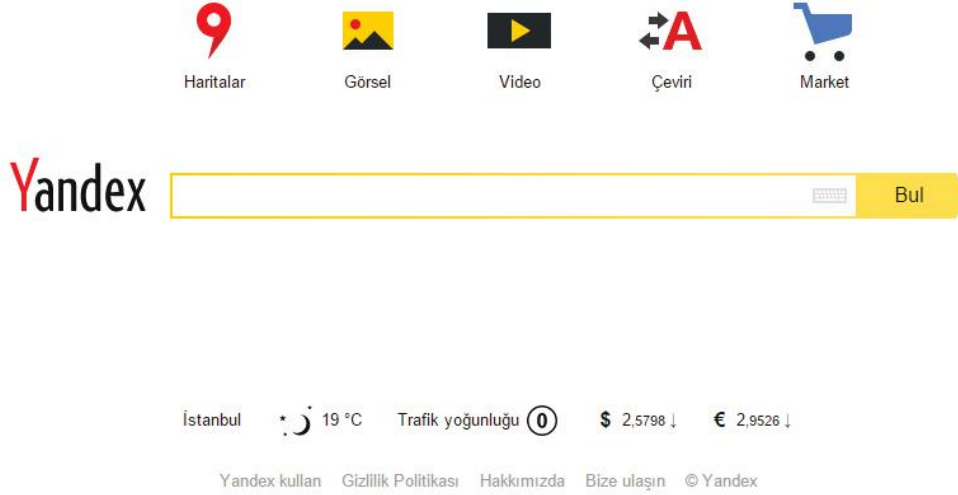 Haritalar Görsel Video Çeviri Market
Yandex Bul
İstanbul 19 °C Trafik yoğunluğu 0 $ 2,5798 ↓ € 2,9526 ↓
Yandex kullan Gizlilik Politikası Hakkımızda Bize ulaşın © Yandex